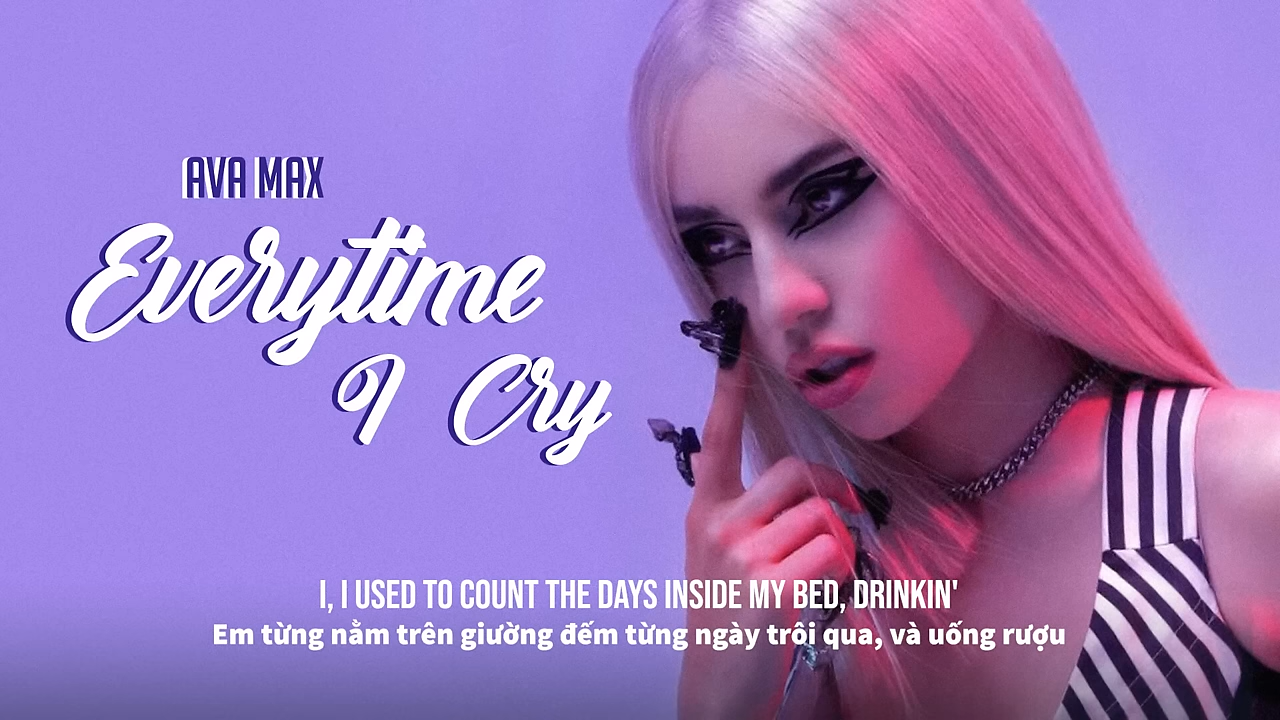 AVA MAX
Everytime
I Cry
I, I USED TO COUNT THE DAYS INSIDE MY BED, DRINKIN'
Em từng nằm trên giường đếm từng ngày trôi qua, và uống rượu